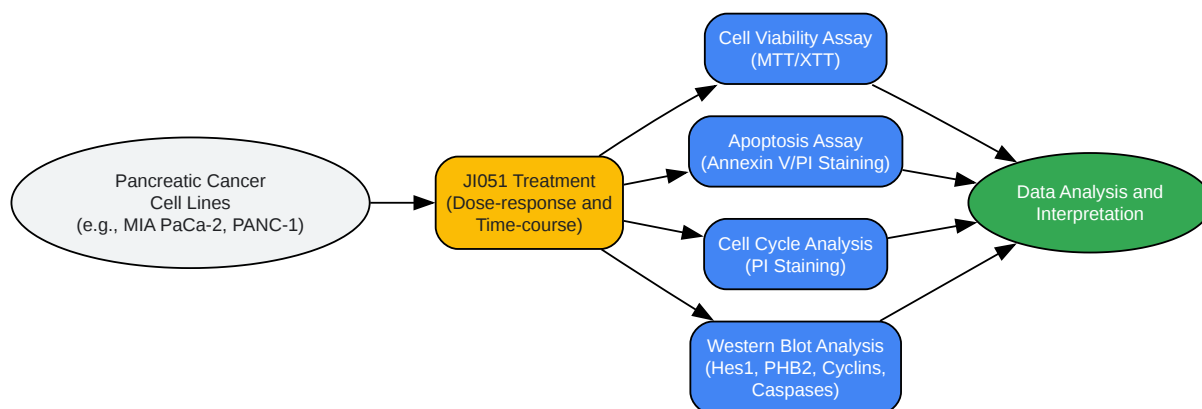 Pancreatic Cancer
Cell Lines
(e.g., MIA PaCa-2, PANC-1)
JI051 Treatment
(Dose-response and
Time-course)
Cell Viability Assay
(MTT/XTT)
Apoptosis Assay
(Annexin V/PI Staining)
Cell Cycle Analysis
(PI Staining)
Western Blot Analysis
(Hes1, PHB2, Cyclins,
Caspases)
Data Analysis and
Interpretation